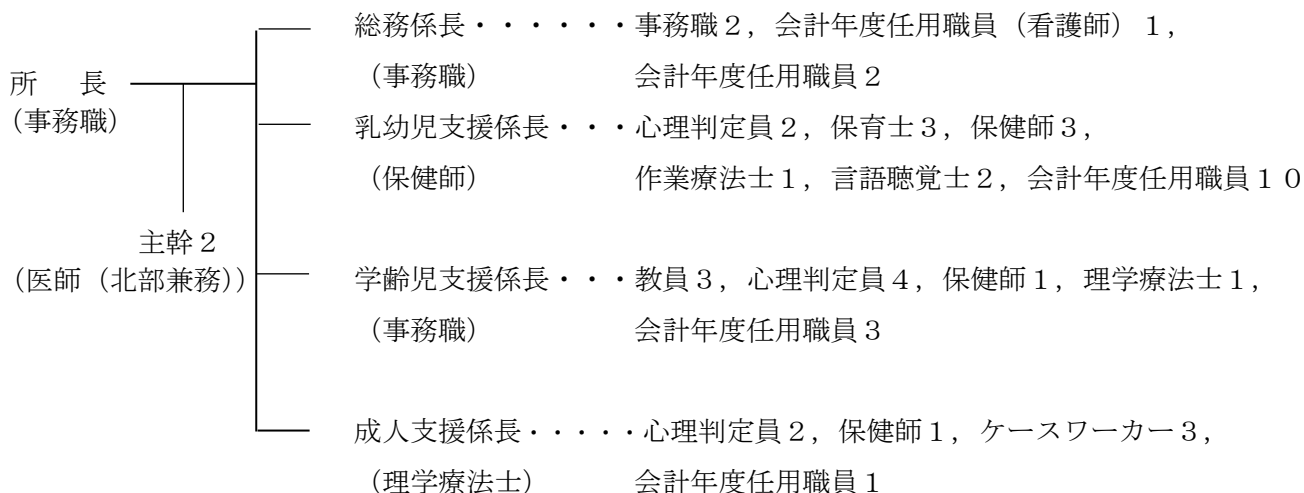 総務係長・・・・・・事務職２，会計年度任用職員（看護師）１，
所　長
（事務職）　会計年度任用職員２
（事務職）
乳幼児支援係長・・・心理判定員２，保育士３，保健師３，
（保健師）　作業療法士１，言語聴覚士２，会計年度任用職員１０
主幹２
（医師（北部兼務））
学齢児支援係長・・・教員３，心理判定員４，保健師１，理学療法士１，
（事務職）　会計年度任用職員３
成人支援係長・・・・・心理判定員２，保健師１，ケースワーカー３，
（理学療法士）　会計年度任用職員１